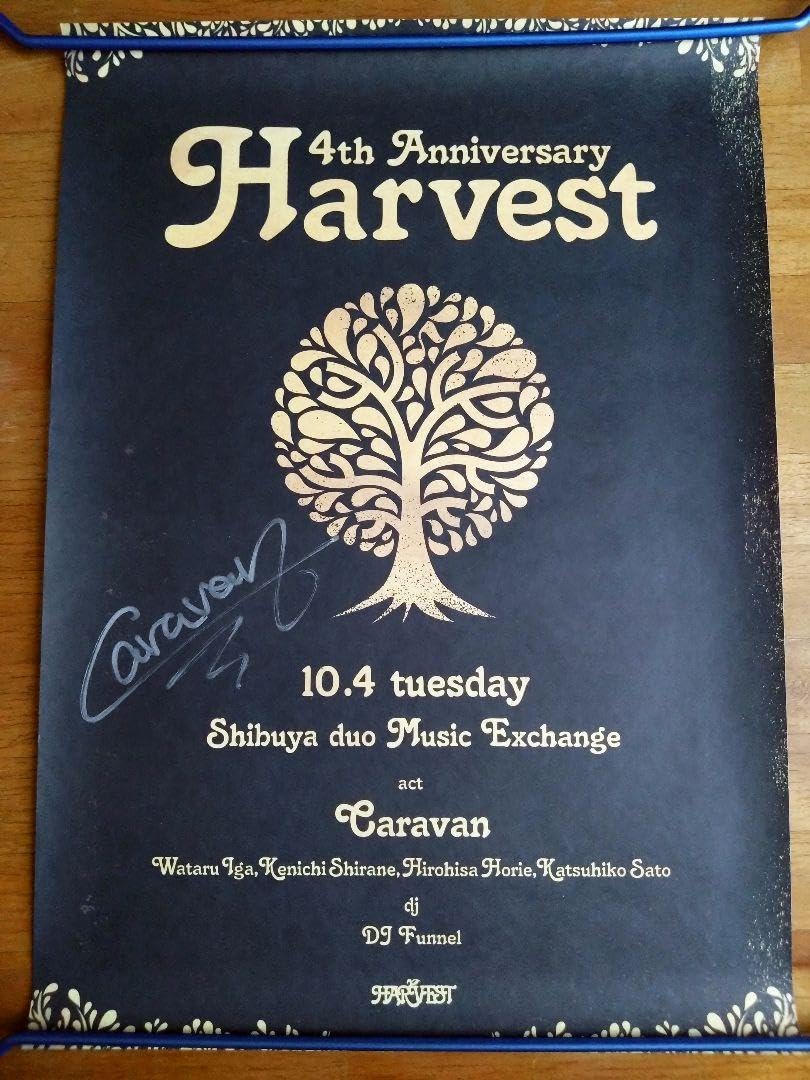 4th Anniversary
Harvest
Caravan
10.4 tuesday
Shibuya duo Music Exchange
act
Caravan
Wataru Iga, Kenichi Shirane, Hirohisa Horie, Katsuhiko Sato
dj
DJ Funnel
HARVEST